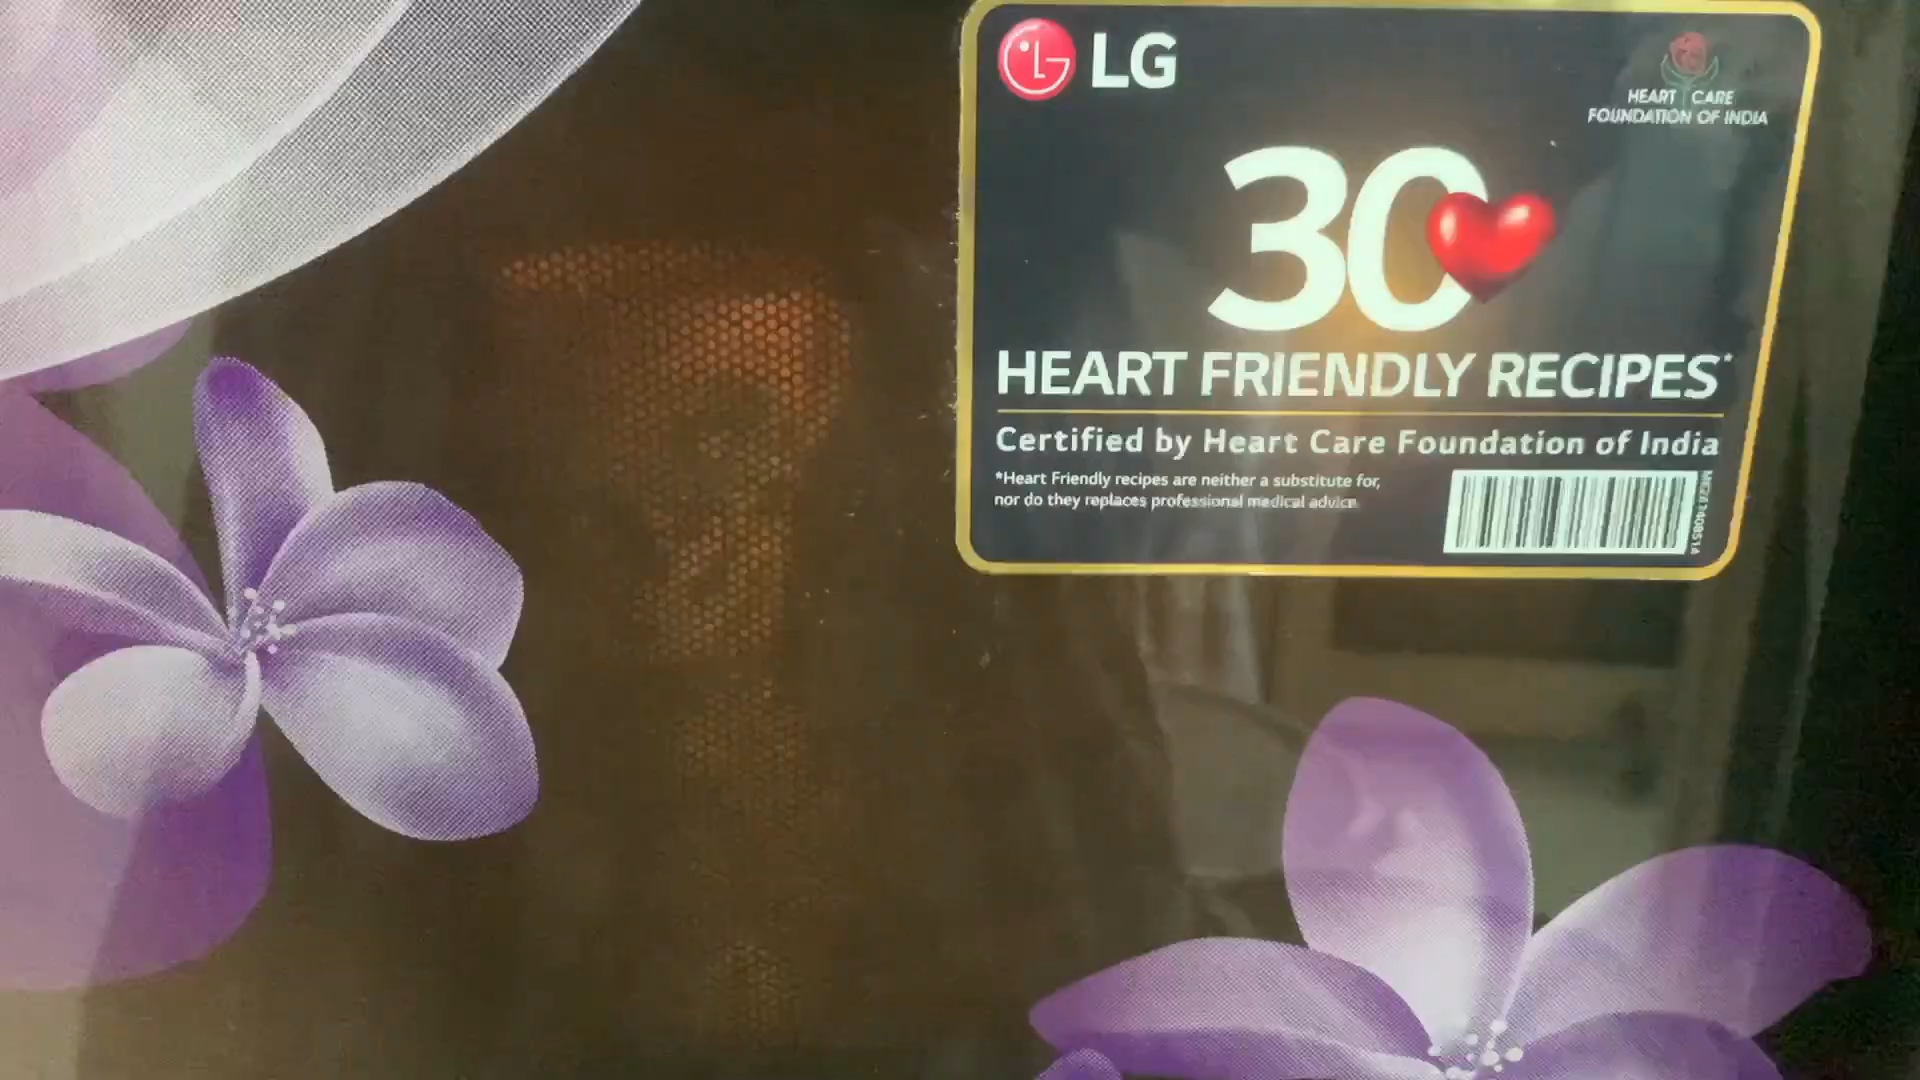 LG
HEART CARE
FOUNDATION OF INDIA
30
HEART FRIENDLY RECIPES*
Certified by Heart Care Foundation of India
*Heart Friendly recipes are neither a substitute for,
nor do they replaces professional medical advice